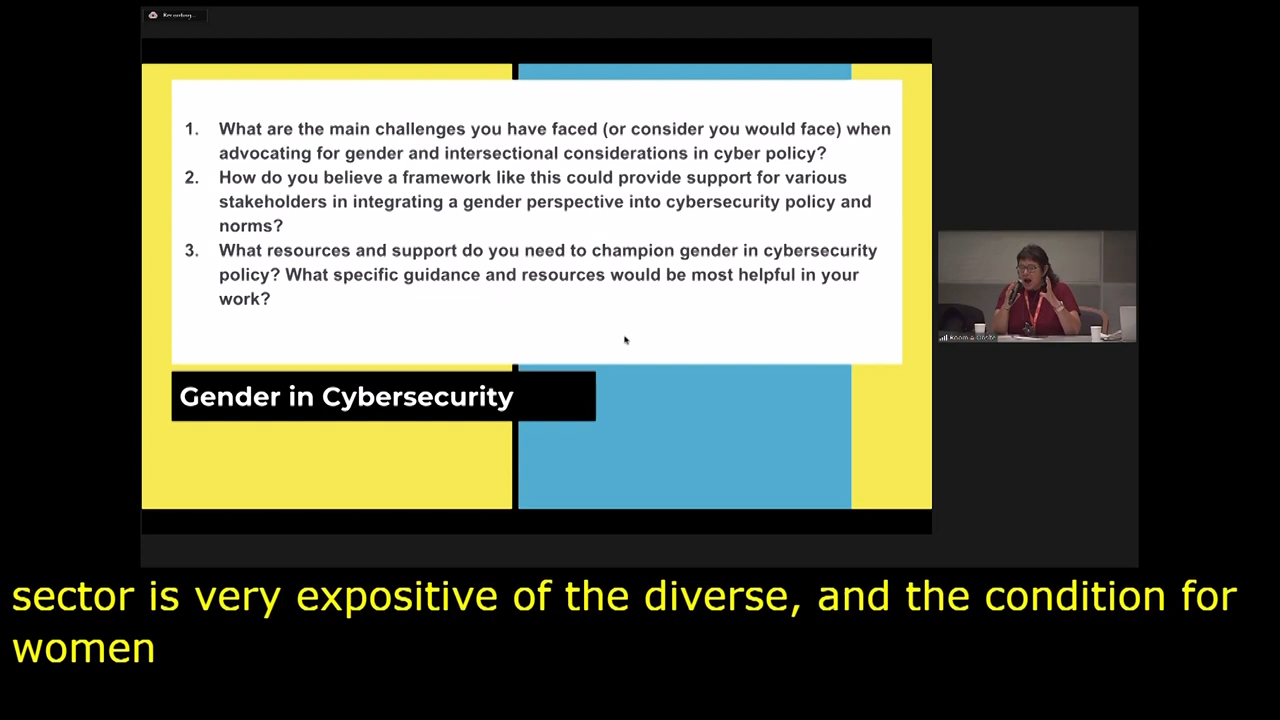 Recording...
1. What are the main challenges you have faced (or consider you would face) when
advocating for gender and intersectional considerations in cyber policy?
2. How do you believe a framework like this could provide support for various
stakeholders in integrating a gender perspective into cybersecurity policy and
norms?
3. What resources and support do you need to champion gender in cybersecurity
policy? What specific guidance and resources would be most helpful in your
work?
Gender in Cybersecurity
sector is very expositive of the diverse, and the condition for
women